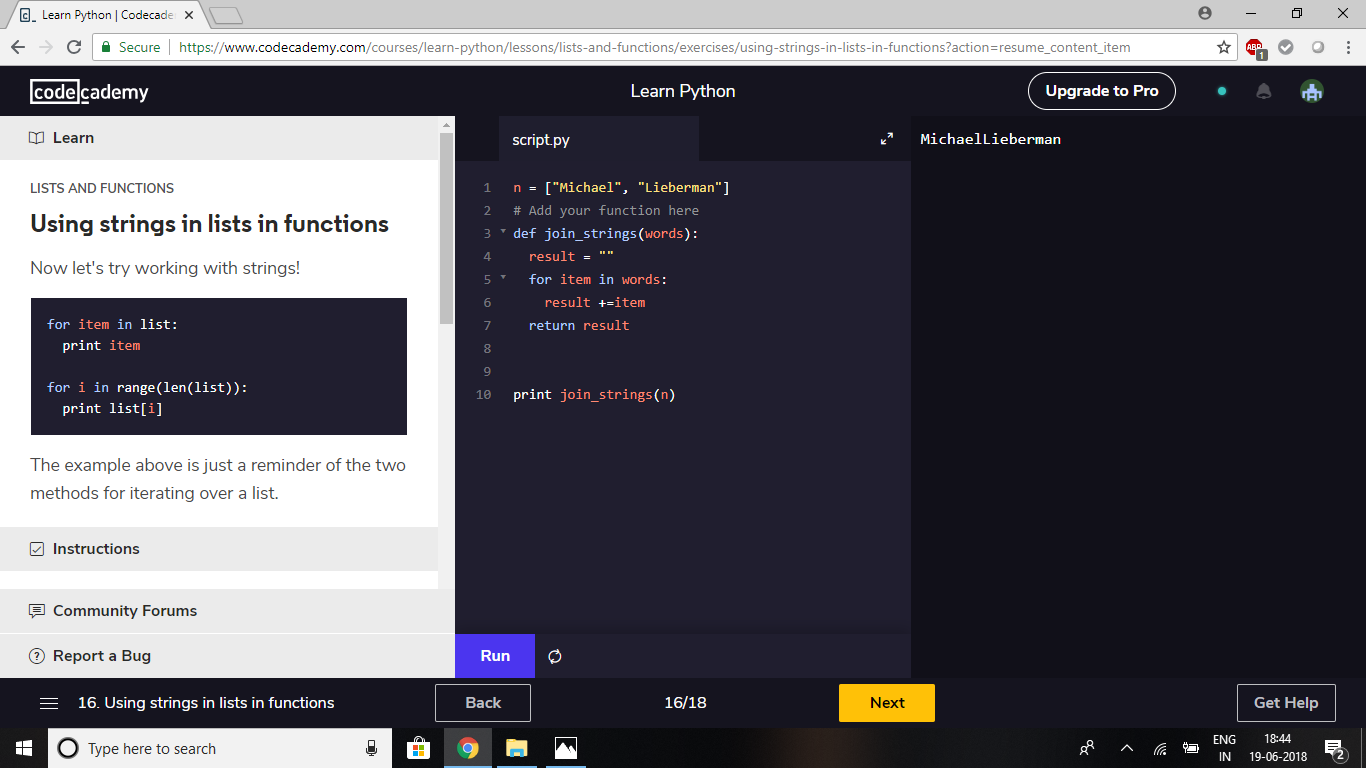 Learn Python | Codecade
Secure
https://www.codecademy.com/courses/learn-python/lessons/lists-and-functions/exercises/using-strings-in-lists-in-functions?action=resume_content_item
ABP
1
codecademy
Learn Python
Upgrade to Pro
Learn
LISTS AND FUNCTIONS
Using strings in lists in functions
Now let's try working with strings!
for item in list:
  print item
for i in range(len(list)):
  print list[i]
The example above is just a reminder of the two
methods for iterating over a list.
Instructions
Community Forums
Report a Bug
script.py
1 n = ["Michael", "Lieberman"]
2 # Add your function here
3 def join_strings(words):
4   result = ""
5   for item in words:
6     result +=item
7   return result
8
9
10 print join_strings(n)
Run
MichaelLieberman
16. Using strings in lists in functions
Back
16/18
Next
Get Help
Type here to search
ENG
IN
18:44
19-06-2018
2